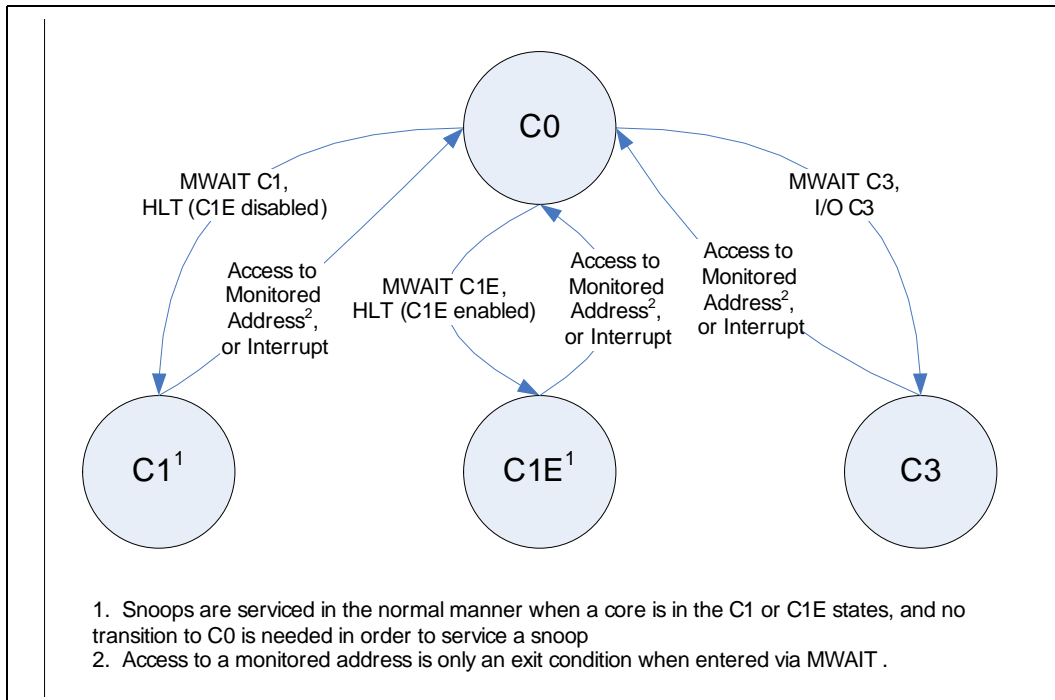 C0
MWAIT C1,
HLT (C1E disabled)
Access to
Monitored
Address²,
or Interrupt
MWAIT C1E,
HLT (C1E enabled)
Access to
Monitored
Address²,
or Interrupt
Access to
Monitored
Address²,
or Interrupt
MWAIT C3,
I/O C3
C1¹
C1E¹
C3
1. Snoops are serviced in the normal manner when a core is in the C1 or C1E states, and no
transition to C0 is needed in order to service a snoop
2. Access to a monitored address is only an exit condition when entered via MWAIT .